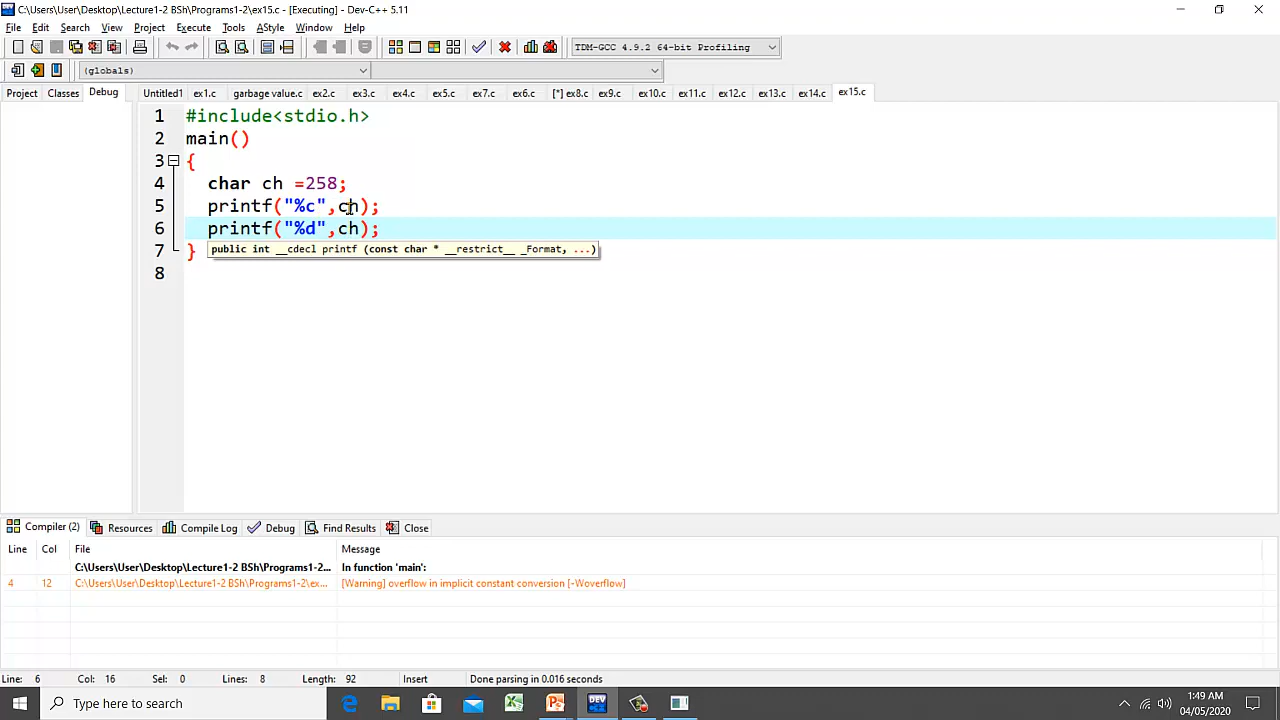 C:\Users\User\Desktop\Lecture1-2 BSh\Programs1-2\ex15.c - [Executing] - Dev-C++ 5.11
File Edit Search View Project Execute Tools AStyle Window Help
TDM-GCC 4.9.2 64-bit Profiling
(globals)
Project Classes Debug Untitled1 ex1.c garbage value.c ex2.c ex3.c ex4.c ex5.c ex7.c ex6.c [*] ex8.c ex9.c ex10.c ex11.c ex12.c ex13.c ex14.c ex15.c
1 #include<stdio.h>
2 main()
3 {
4 char ch =258;
5 printf("%c",ch);
6 printf("%d",ch);
7 }
public int __cdecl printf (const char * __restrict__ _Format, ...)
8
Compiler (2) Resources Compile Log Debug Find Results Close
Line Col File Message
C:\Users\User\Desktop\Lecture1-2 BSh\Programs1-2... In function 'main':
4 12 C:\Users\User\Desktop\Lecture1-2 BSh\Programs1-2\ex... [Warning] overflow in implicit constant conversion [-Woverflow]
Line: 6 Col: 16 Sel: 0 Lines: 8 Length: 92 Insert Done parsing in 0.016 seconds
Type here to search
DEV
1:49 AM
04/05/2020